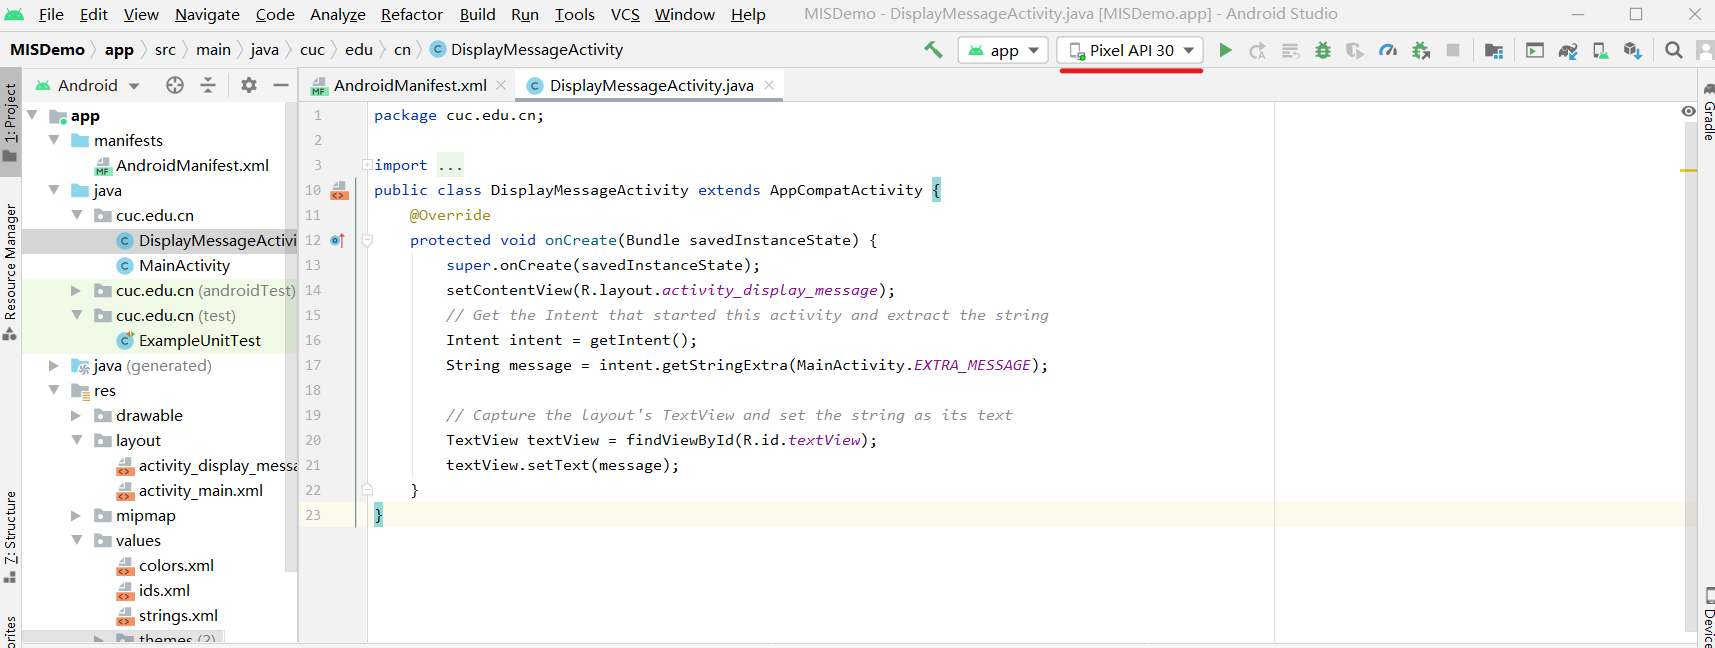 File Edit View Navigate Code Analyze Refactor Build Run Tools VCS Window Help MISDemo - DisplayMessageActivity.java [MISDemo.app] - Android Studio
MISDemo app src main java cuc edu cn DisplayMessageActivity app Pixel API 30
Android AndroidManifest.xml DisplayMessageActivity.java
1: Project
Resource Manager
Z: Structure
app
manifests
AndroidManifest.xml
java
cuc.edu.cn
DisplayMessageActivi
MainActivity
cuc.edu.cn (androidTest)
cuc.edu.cn (test)
ExampleUnitTest
java (generated)
res
drawable
layout
activity_display_messa
activity_main.xml
mipmap
values
colors.xml
ids.xml
strings.xml
themes (2)
1 package cuc.edu.cn;
2
3 import ...
10 public class DisplayMessageActivity extends AppCompatActivity {
11 @Override
12 protected void onCreate(Bundle savedInstanceState) {
13 super.onCreate(savedInstanceState);
14 setContentView(R.layout.activity_display_message);
15 // Get the Intent that started this activity and extract the string
16 Intent intent = getIntent();
17 String message = intent.getStringExtra(MainActivity.EXTRA_MESSAGE);
18
19 // Capture the layout's TextView and set the string as its text
20 TextView textView = findViewById(R.id.textView);
21 textView.setText(message);
22 }
23 }
Gradle